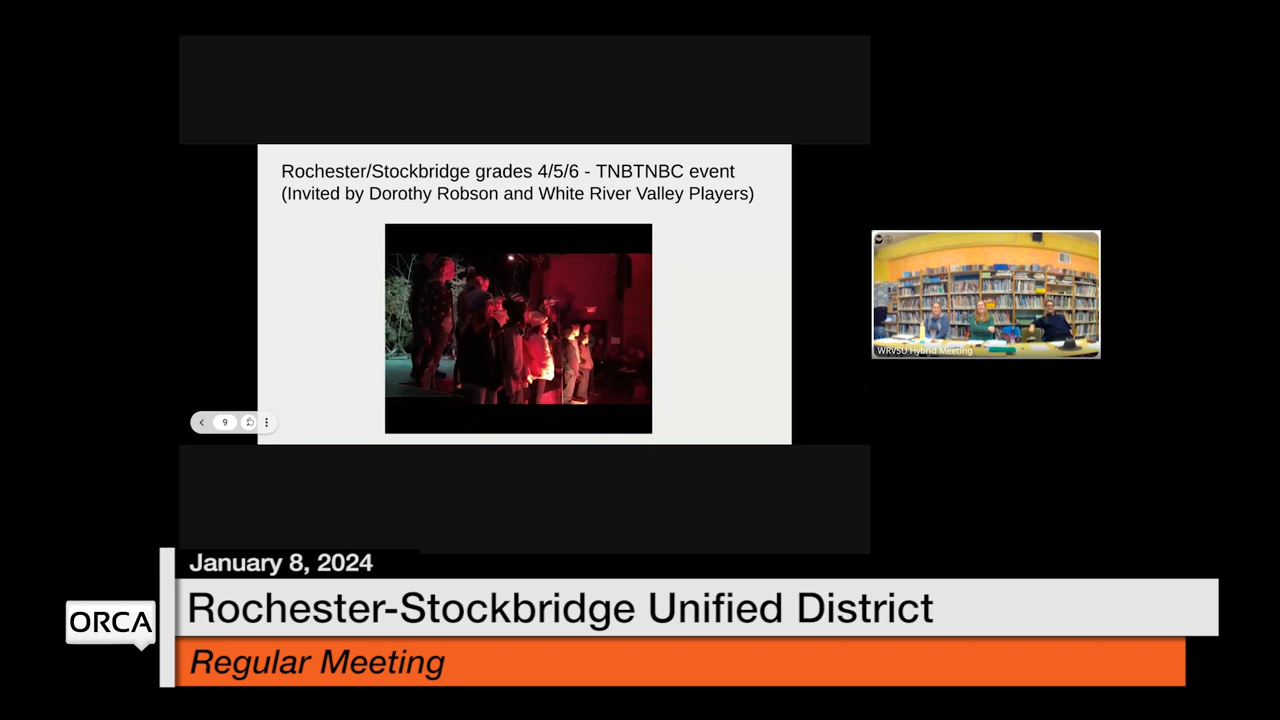 Rochester/Stockbridge grades 4/5/6 - TNBTNBC event
(Invited by Dorothy Robson and White River Valley Players)
WRVSU Hybrid Meeting
9
January 8, 2024
ORCA
Rochester-Stockbridge Unified District
Regular Meeting